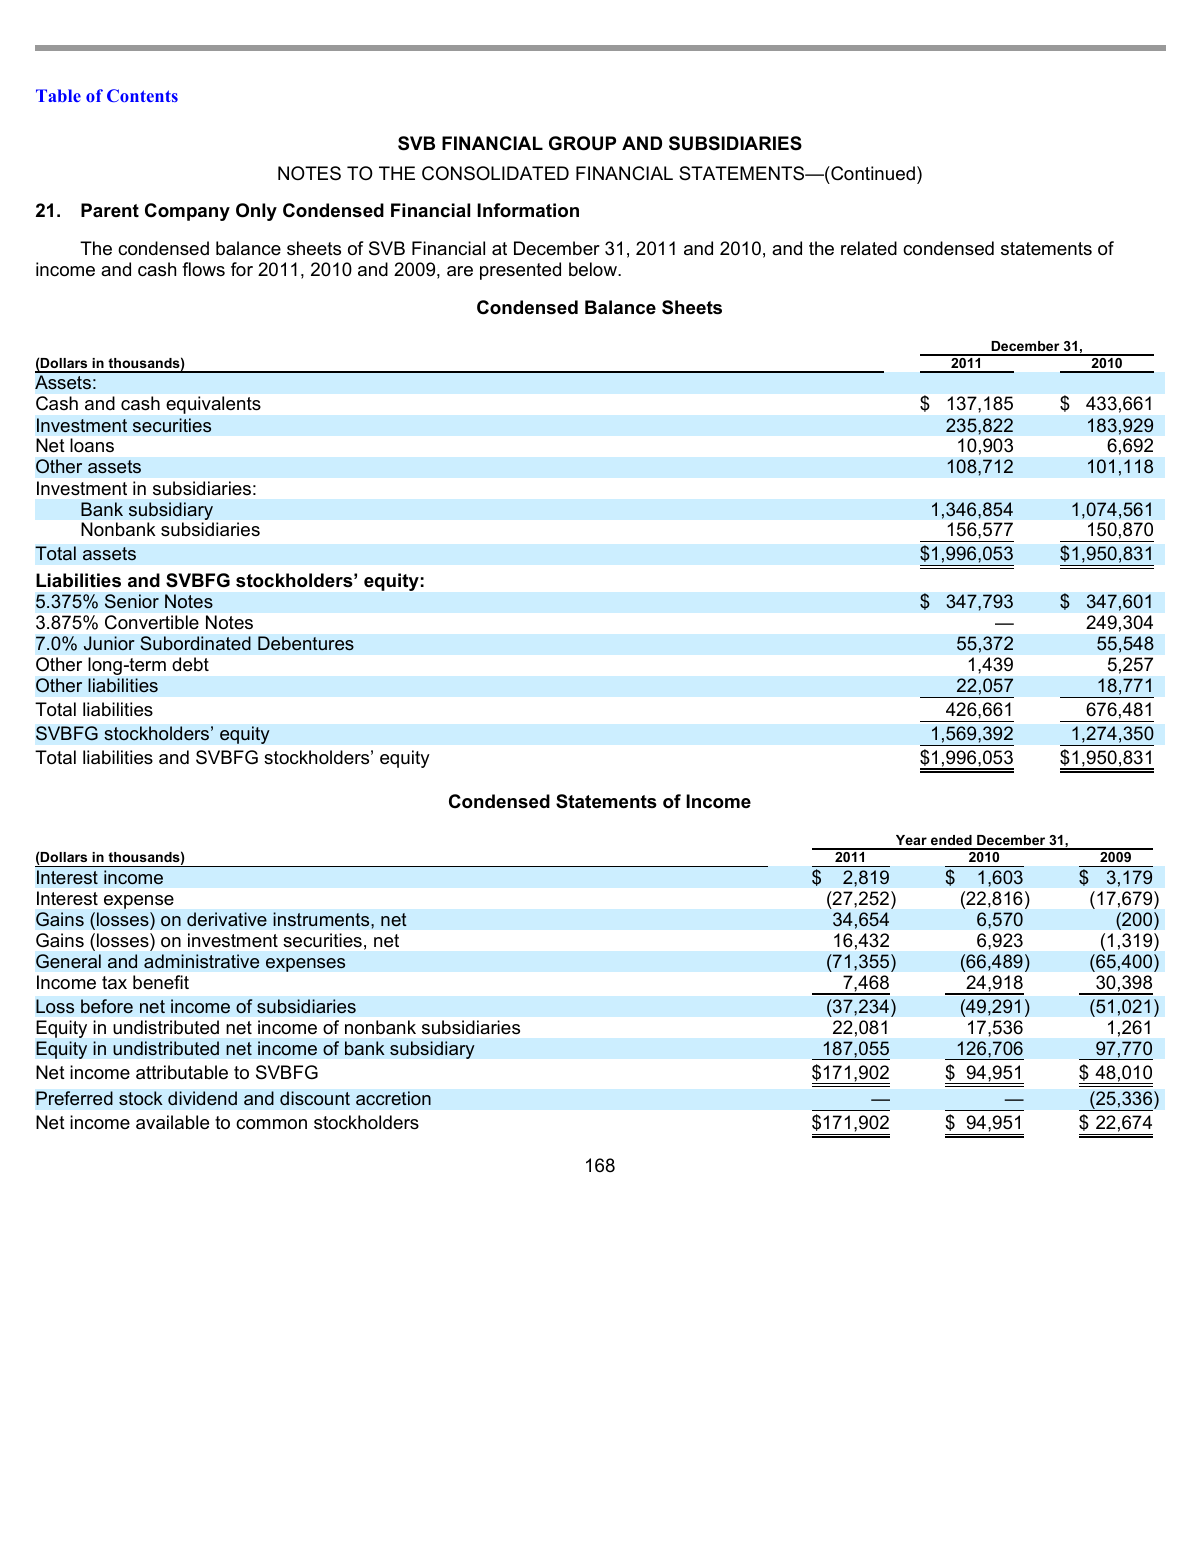 Table of Contents
SVB FINANCIAL GROUP AND SUBSIDIARIES
NOTES TO THE CONSOLIDATED FINANCIAL STATEMENTS—(Continued)
21. Parent Company Only Condensed Financial Information
The condensed balance sheets of SVB Financial at December 31, 2011 and 2010, and the related condensed statements of
income and cash flows for 2011, 2010 and 2009, are presented below.
Condensed Balance Sheets
December 31,
(Dollars in thousands) 2011 2010
Assets:
Cash and cash equivalents $ 137,185 $ 433,661
Investment securities 235,822 183,929
Net loans 10,903 6,692
Other assets 108,712 101,118
Investment in subsidiaries:
Bank subsidiary 1,346,854 1,074,561
Nonbank subsidiaries 156,577 150,870
Total assets $1,996,053 $1,950,831
Liabilities and SVBFG stockholders’ equity:
5.375% Senior Notes $ 347,793 $ 347,601
3.875% Convertible Notes — 249,304
7.0% Junior Subordinated Debentures 55,372 55,548
Other long-term debt 1,439 5,257
Other liabilities 22,057 18,771
Total liabilities 426,661 676,481
SVBFG stockholders’ equity 1,569,392 1,274,350
Total liabilities and SVBFG stockholders’ equity $1,996,053 $1,950,831
Condensed Statements of Income
Year ended December 31,
(Dollars in thousands) 2011 2010 2009
Interest income $ 2,819 $ 1,603 $ 3,179
Interest expense (27,252) (22,816) (17,679)
Gains (losses) on derivative instruments, net 34,654 6,570 (200)
Gains (losses) on investment securities, net 16,432 6,923 (1,319)
General and administrative expenses (71,355) (66,489) (65,400)
Income tax benefit 7,468 24,918 30,398
Loss before net income of subsidiaries (37,234) (49,291) (51,021)
Equity in undistributed net income of nonbank subsidiaries 22,081 17,536 1,261
Equity in undistributed net income of bank subsidiary 187,055 126,706 97,770
Net income attributable to SVBFG $171,902 $ 94,951 $ 48,010
Preferred stock dividend and discount accretion — — (25,336)
Net income available to common stockholders $171,902 $ 94,951 $ 22,674
168